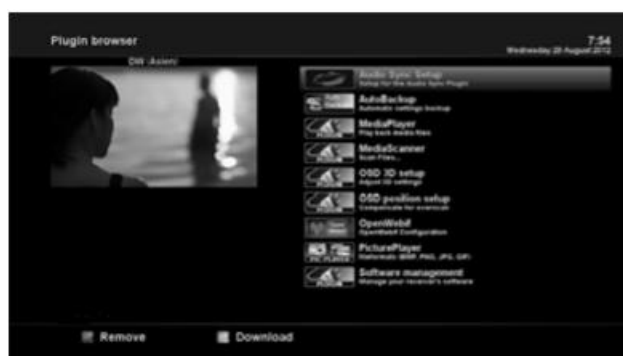 Plugin browser
7:54
Wednesday 29 August 2012
DW (Asien)
Audio Sync Setup
Setup for the Audio Sync Plugin
AutoBackup
Automatic settings backup
MediaPlayer
Play back media files
MediaScanner
Scan Files...
OSD 3D setup
Adjust 3D settings
OSD position setup
Compensate for overscan
OpenWebif
OpenWebif Configuration
PicturePlayer
fileformats (BMP, PNG, JPG, GIF)
Software management
Manage your receiver's software
Remove
Download